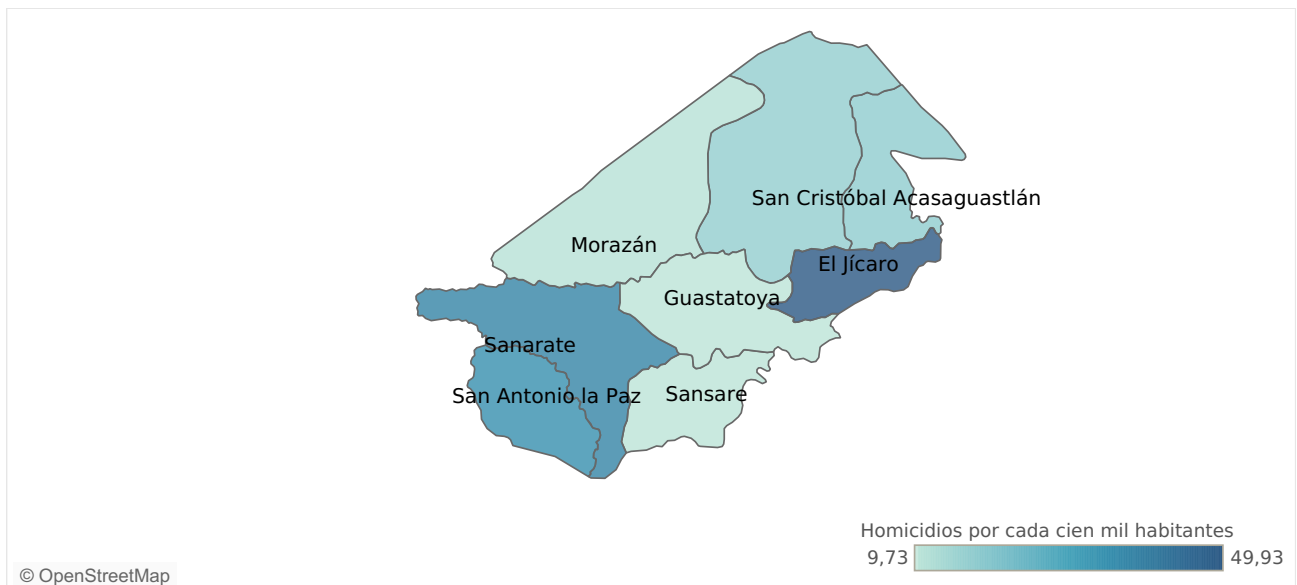 San Cristóbal Acasaguastlán
Morazán
El Jícaro
Guastatoya
Sanarate
San Antonio la Paz
Sansare
Homicidios por cada cien mil habitantes
9,73
49,93
© OpenStreetMap